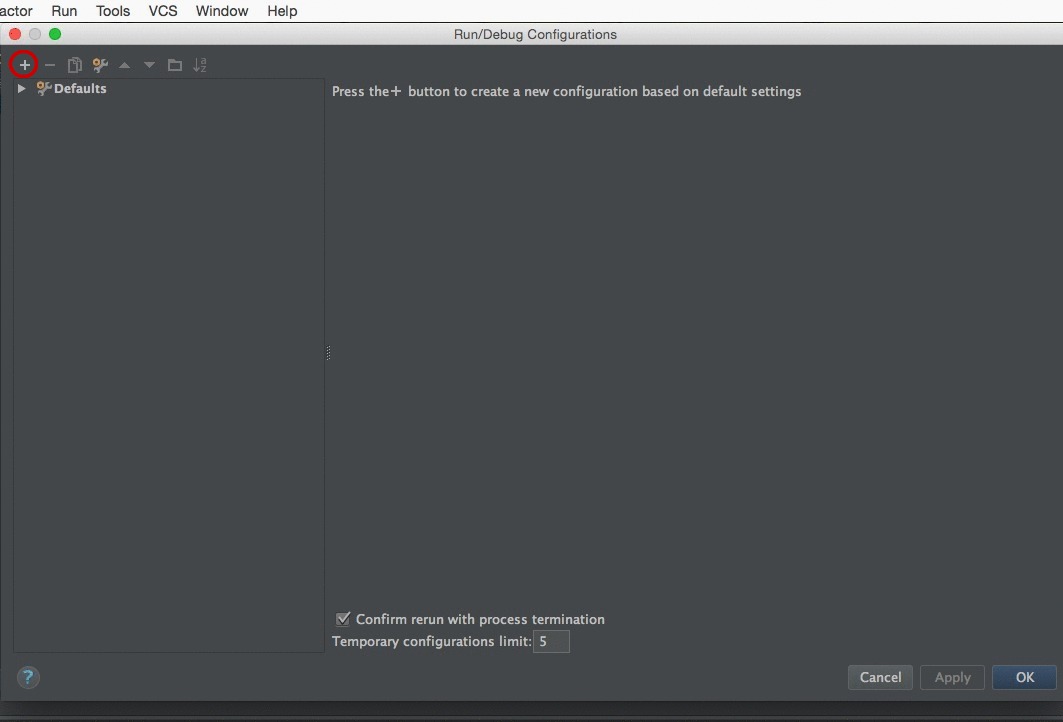 actor Run Tools VCS Window Help
Run/Debug Configurations
Defaults
Press the + button to create a new configuration based on default settings
Confirm rerun with process termination
Temporary configurations limit: 5
? Cancel Apply OK